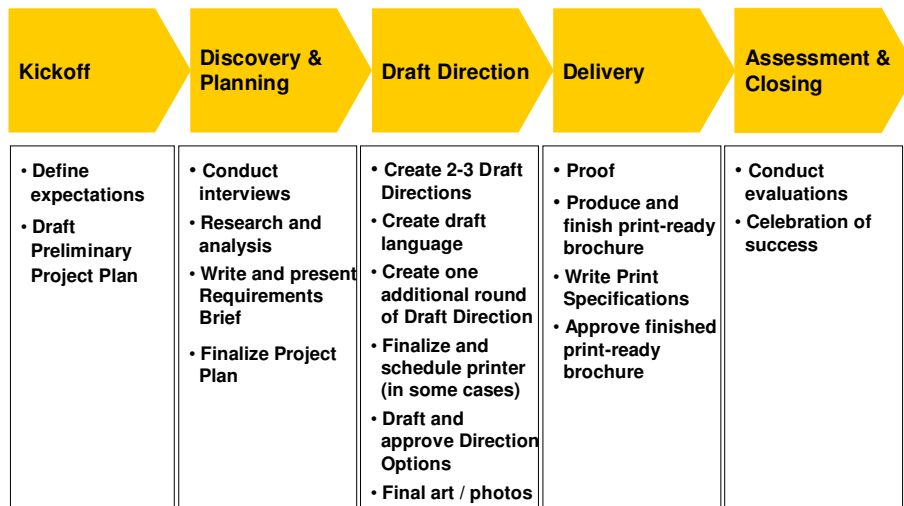 Kickoff
Discovery &
Planning
Draft Direction
Delivery
Assessment &
Closing
• Define
expectations
• Draft
Preliminary
Project Plan
• Conduct
interviews
• Research and
analysis
• Write and present
Requirements
Brief
• Finalize Project
Plan
• Create 2-3 Draft
Directions
• Create draft
language
• Create one
additional round
of Draft Direction
• Finalize and
schedule printer
(in some cases)
• Draft and
approve Direction
Options
• Final art / photos
• Proof
• Produce and
finish print-ready
brochure
• Write Print
Specifications
• Approve finished
print-ready
brochure
• Conduct
evaluations
• Celebration of
success